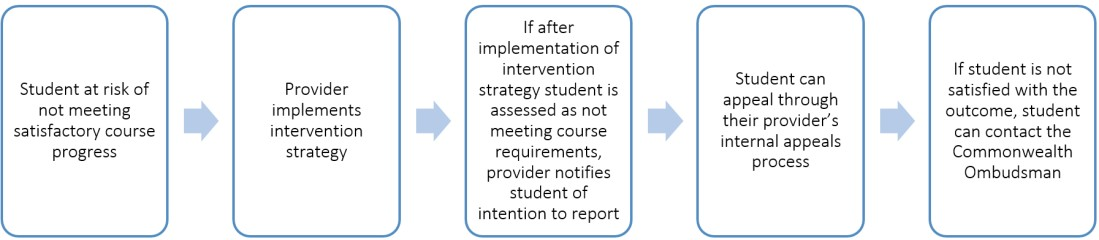 Student at risk of
not meeting
satisfactory course
progress
Provider
implements
intervention
strategy
If after
implementation of
intervention
strategy student is
assessed as not
meeting course
requirements,
provider notifies
student of
intention to report
Student can
appeal through
their provider’s
internal appeals
process
If student is not
satisfied with the
outcome, student
can contact the
Commonwealth
Ombudsman